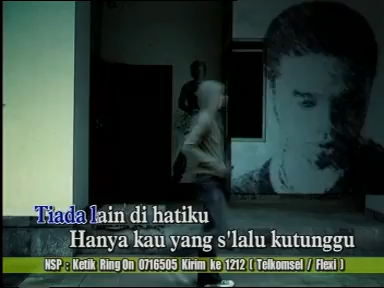 Tiada lain di hatiku
Hanya kau yang s'lalu kutunggu
NSP : Ketik Ring On 0716505 Kirim ke 1212 ( Telkomsel / Flexi )